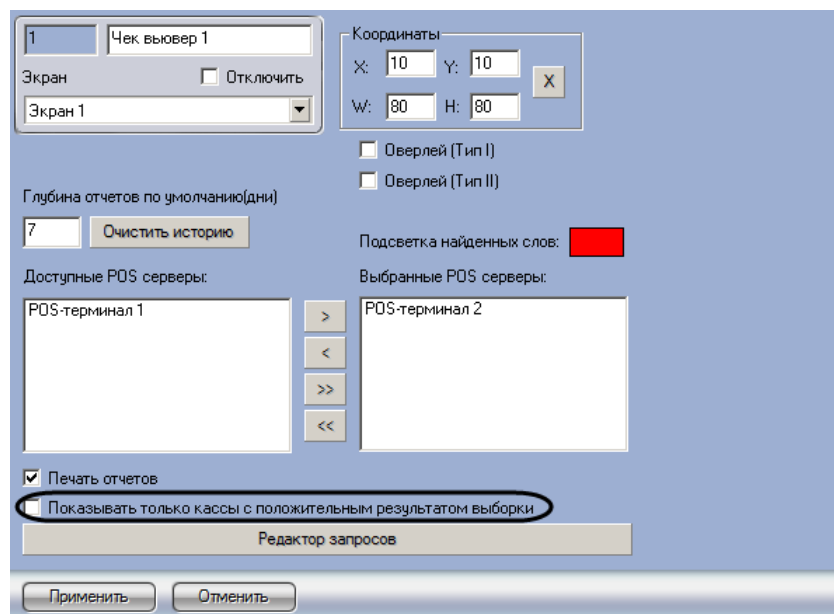 1
Чек вьювер 1
Экран
Отключить
Экран 1
Координаты
X: 10 Y: 10
X
W: 80 H: 80
Оверлей (Тип I)
Оверлей (Тип II)
Глубина отчетов по умолчанию(дни)
7
Очистить историю
Подсветка найденных слов:
Доступные POS серверы:
POS-терминал 1
>
<
>>
<<
Выбранные POS серверы:
POS-терминал 2
Печать отчетов
Показывать только кассы с положительным результатом выборки
Редактор запросов
Применить
Отменить